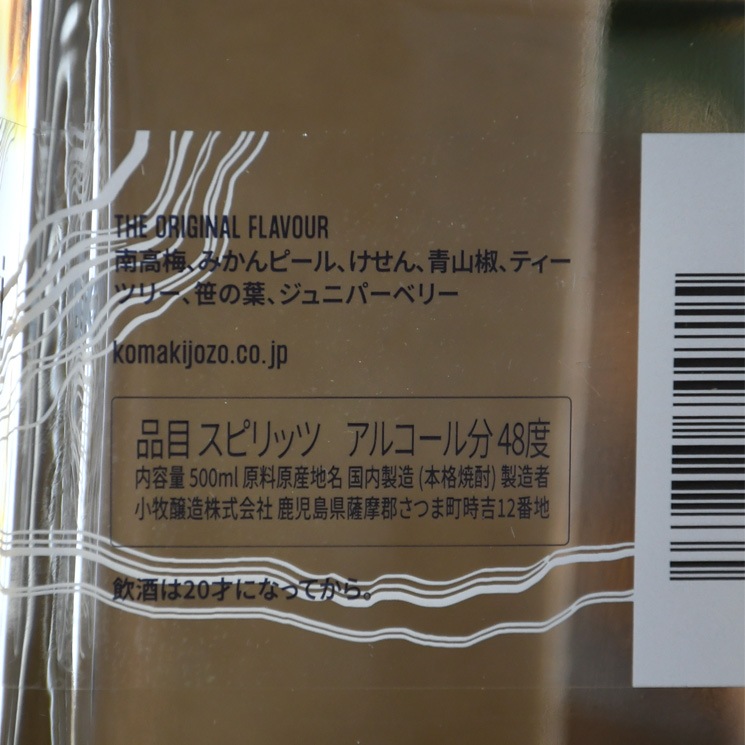 THE ORIGINAL FLAVOUR
南高梅、みかんピール、けせん、青山椒、ティー
ツリー、笹の葉、ジュニパーベリー
komakijozo.co.jp
品目 スピリッツ　アルコール分 48度
内容量 500ml 原料原産地名 国内製造 (本格焼酎) 製造者
小牧醸造株式会社 鹿児島県薩摩郡さつま町時吉12番地
飲酒は20才になってから。